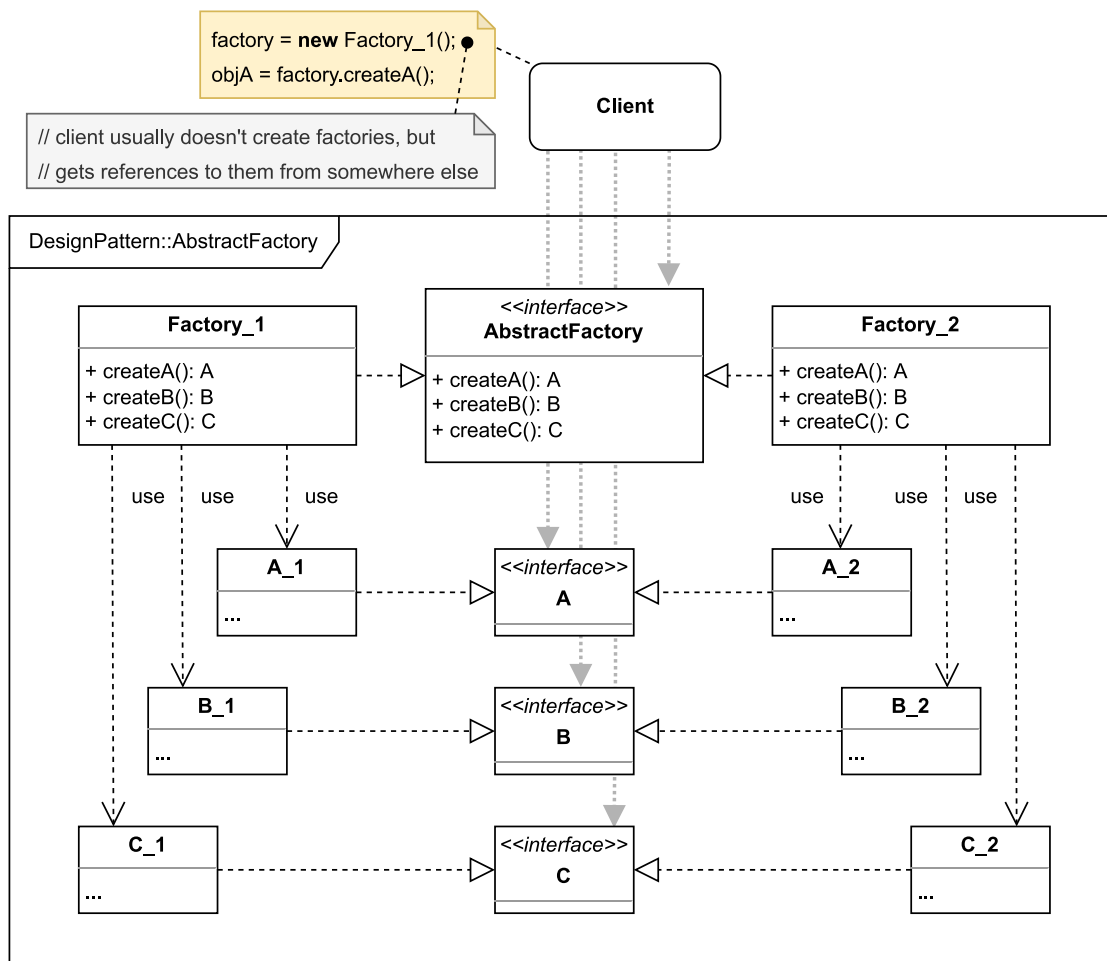 factory = new Factory_1();
objA = factory.createA();
Client
// client usually doesn't create factories, but
// gets references to them from somewhere else
DesignPattern::AbstractFactory
Factory_1
+ createA(): A
+ createB(): B
+ createC(): C
<<interface>>
AbstractFactory
+ createA(): A
+ createB(): B
+ createC(): C
Factory_2
+ createA(): A
+ createB(): B
+ createC(): C
use
use
use
use
use
use
A_1
...
<<interface>>
A
A_2
...
B_1
...
<<interface>>
B
B_2
...
C_1
...
<<interface>>
C
C_2
...